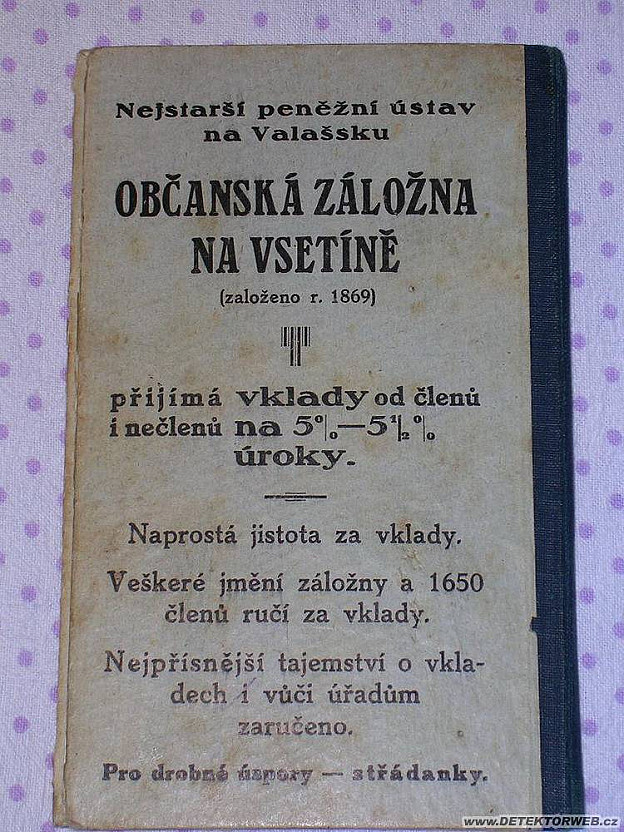 Nejstarší peněžní ústav
na Valašsku
OBČANSKÁ ZÁLOŽNA
NA VSETÍNĚ
(založeno r. 1869)
přijímá vklady od členů
i nečlenů na 5%—5½%
úroky.
Naprostá jistota za vklady.
Veškeré jmění záložny a 1650
členů ručí za vklady.
Nejpřísnější tajemství o vkla-
dech i vůči úřadům
zaručeno.
Pro drobné úspory — střádanky.
www.DETEKTORWEB.cz